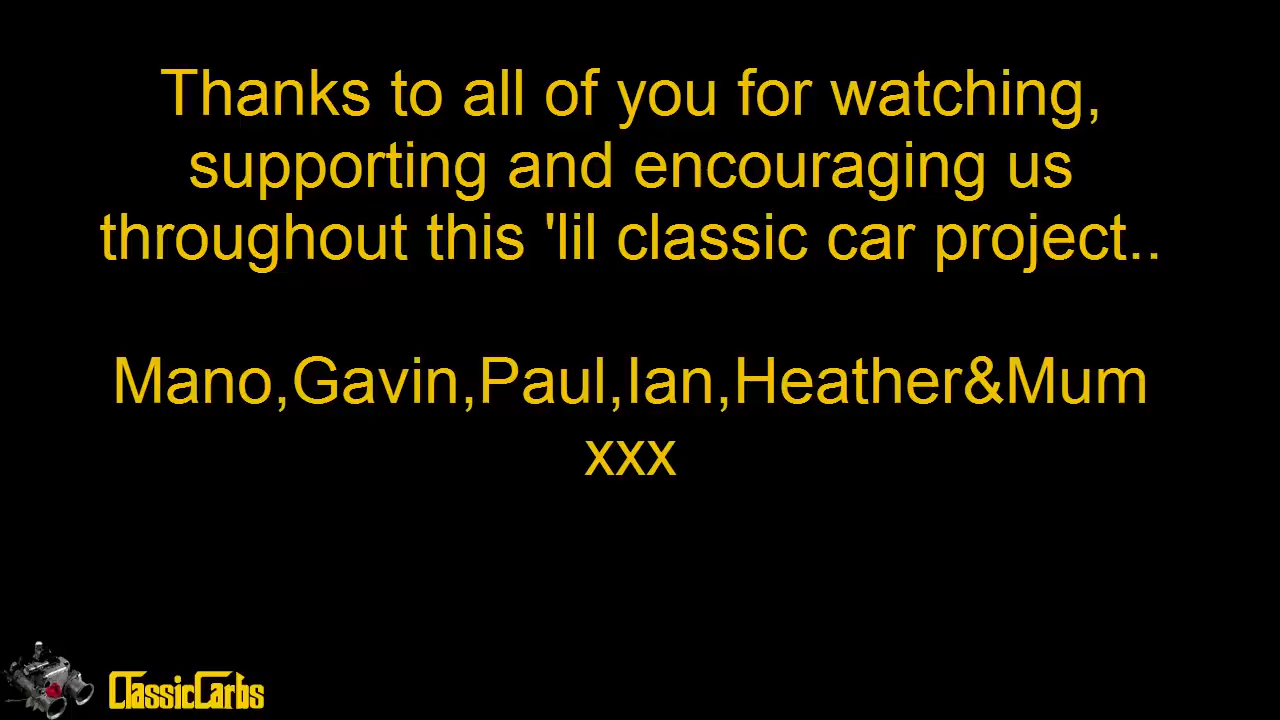 Thanks to all of you for watching,
supporting and encouraging us
throughout this 'lil classic car project..
Mano,Gavin,Paul,Ian,Heather&Mum
xxx
ClassicCarbs